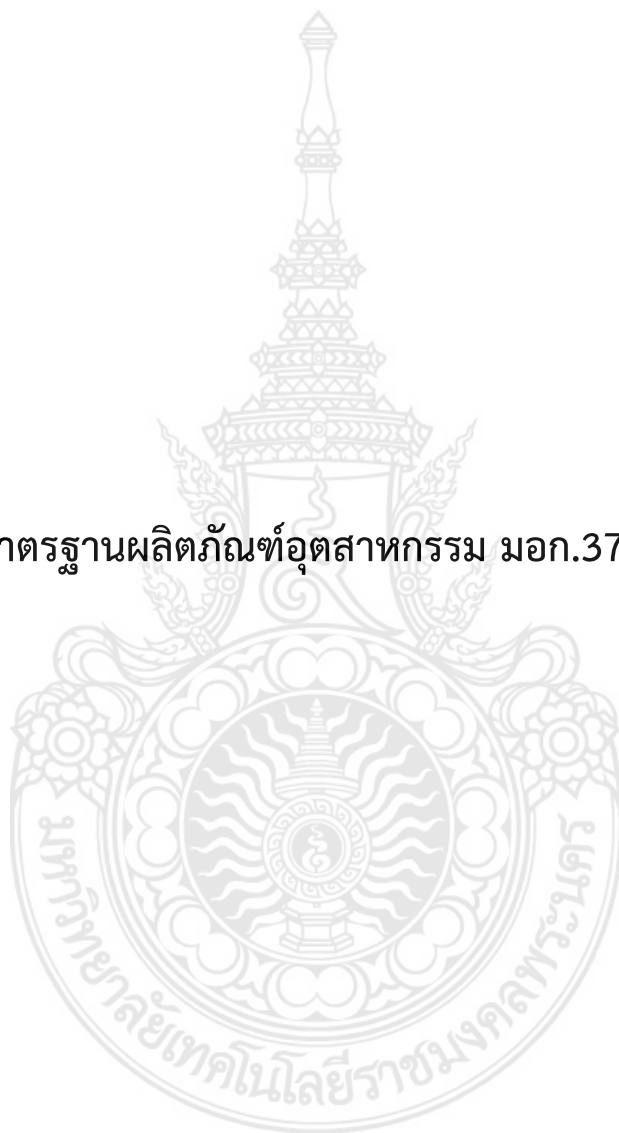 าตรฐานผลิตภัณฑ์อุตสาหกรรม มอก.37
มหาวิทยาลัยเทคโนโลยีราชมงคลพระนคร